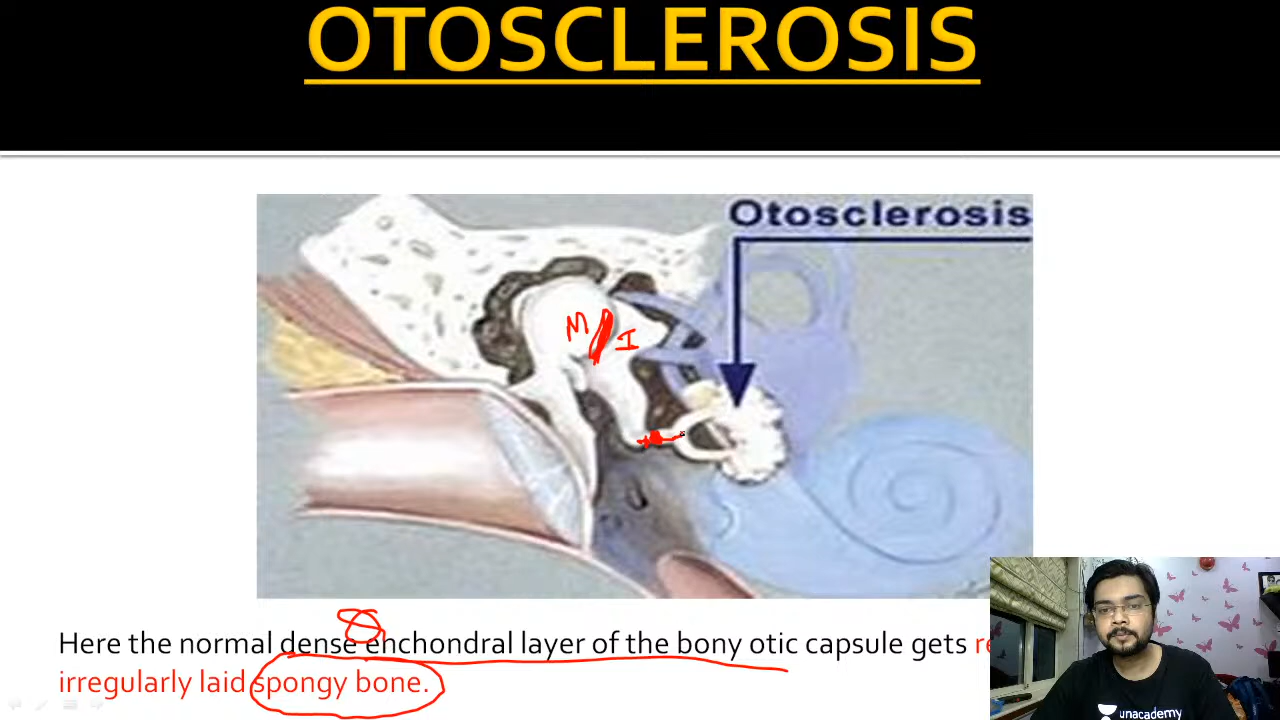 OTOSCLEROSIS
Otosclerosis
M I
Here the normal dense enchondral layer of the bony otic capsule gets
irregularly laid spongy bone.
unacademy